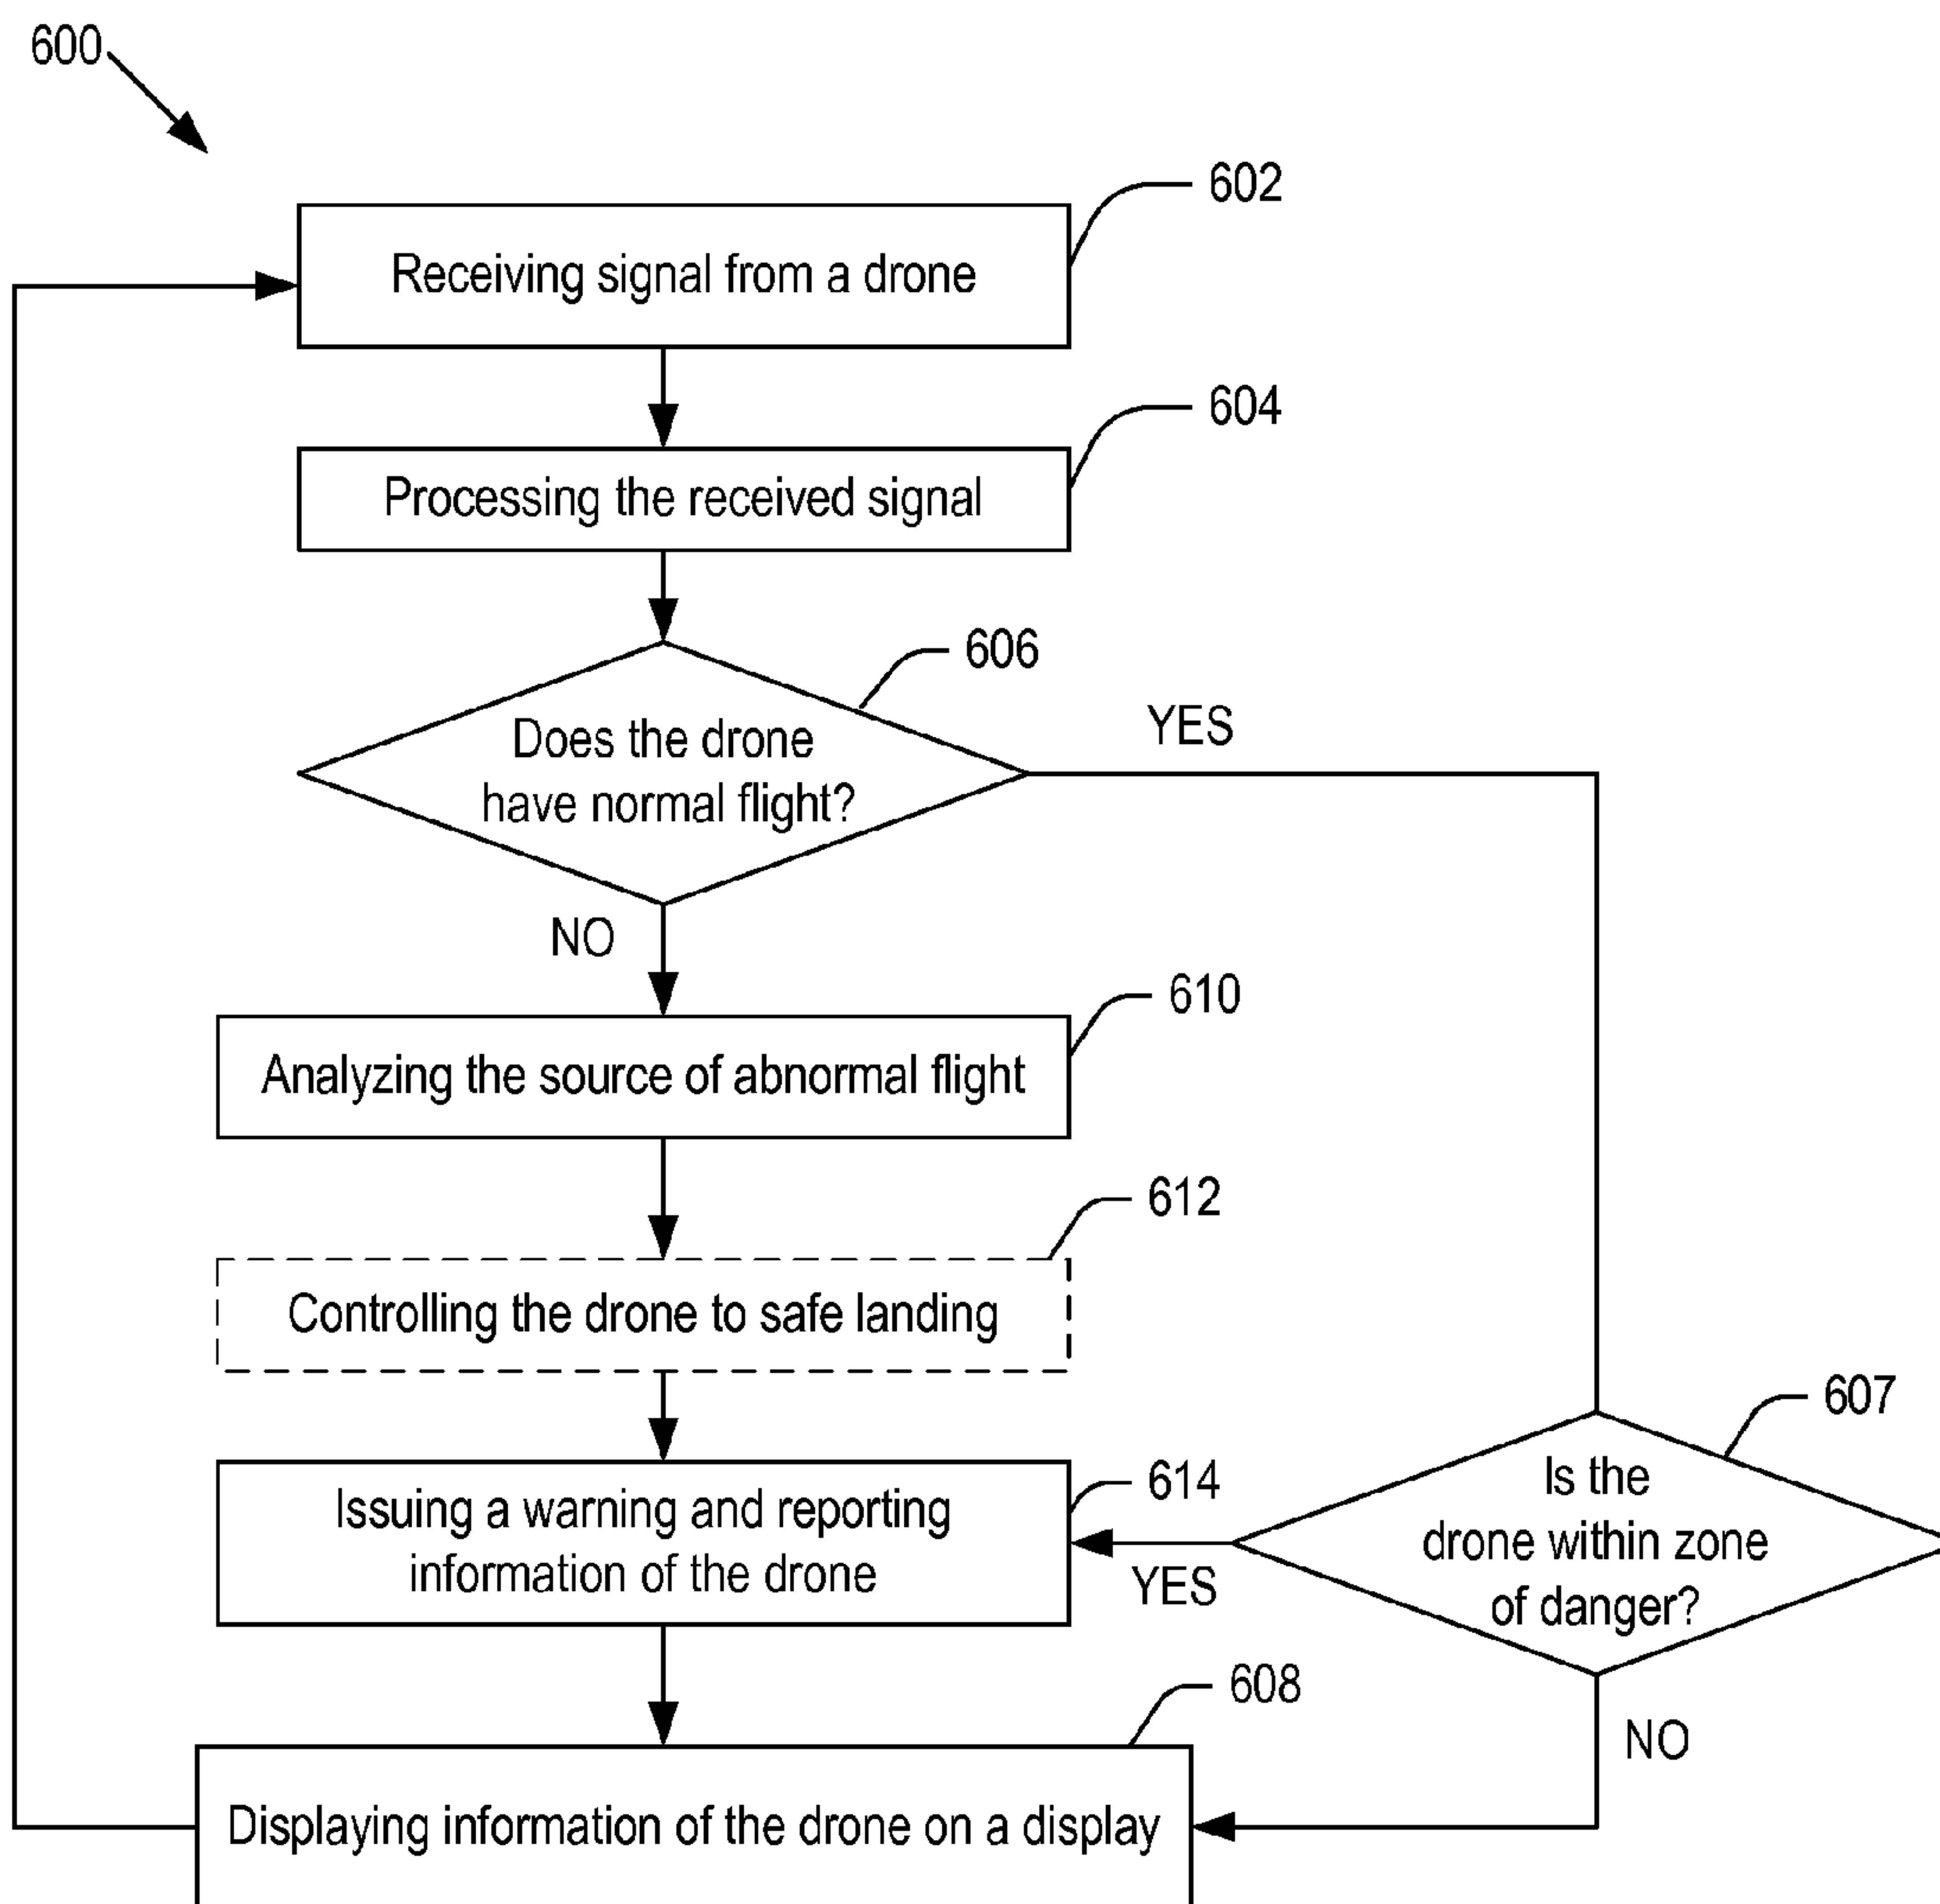 600
602
Receiving signal from a drone
604
Processing the received signal
606
Does the drone
have normal flight?
YES
NO
610
Analyzing the source of abnormal flight
612
Controlling the drone to safe landing
607
Is the
drone within zone
of danger?
614
Issuing a warning and reporting
information of the drone
YES
608
NO
Displaying information of the drone on a display